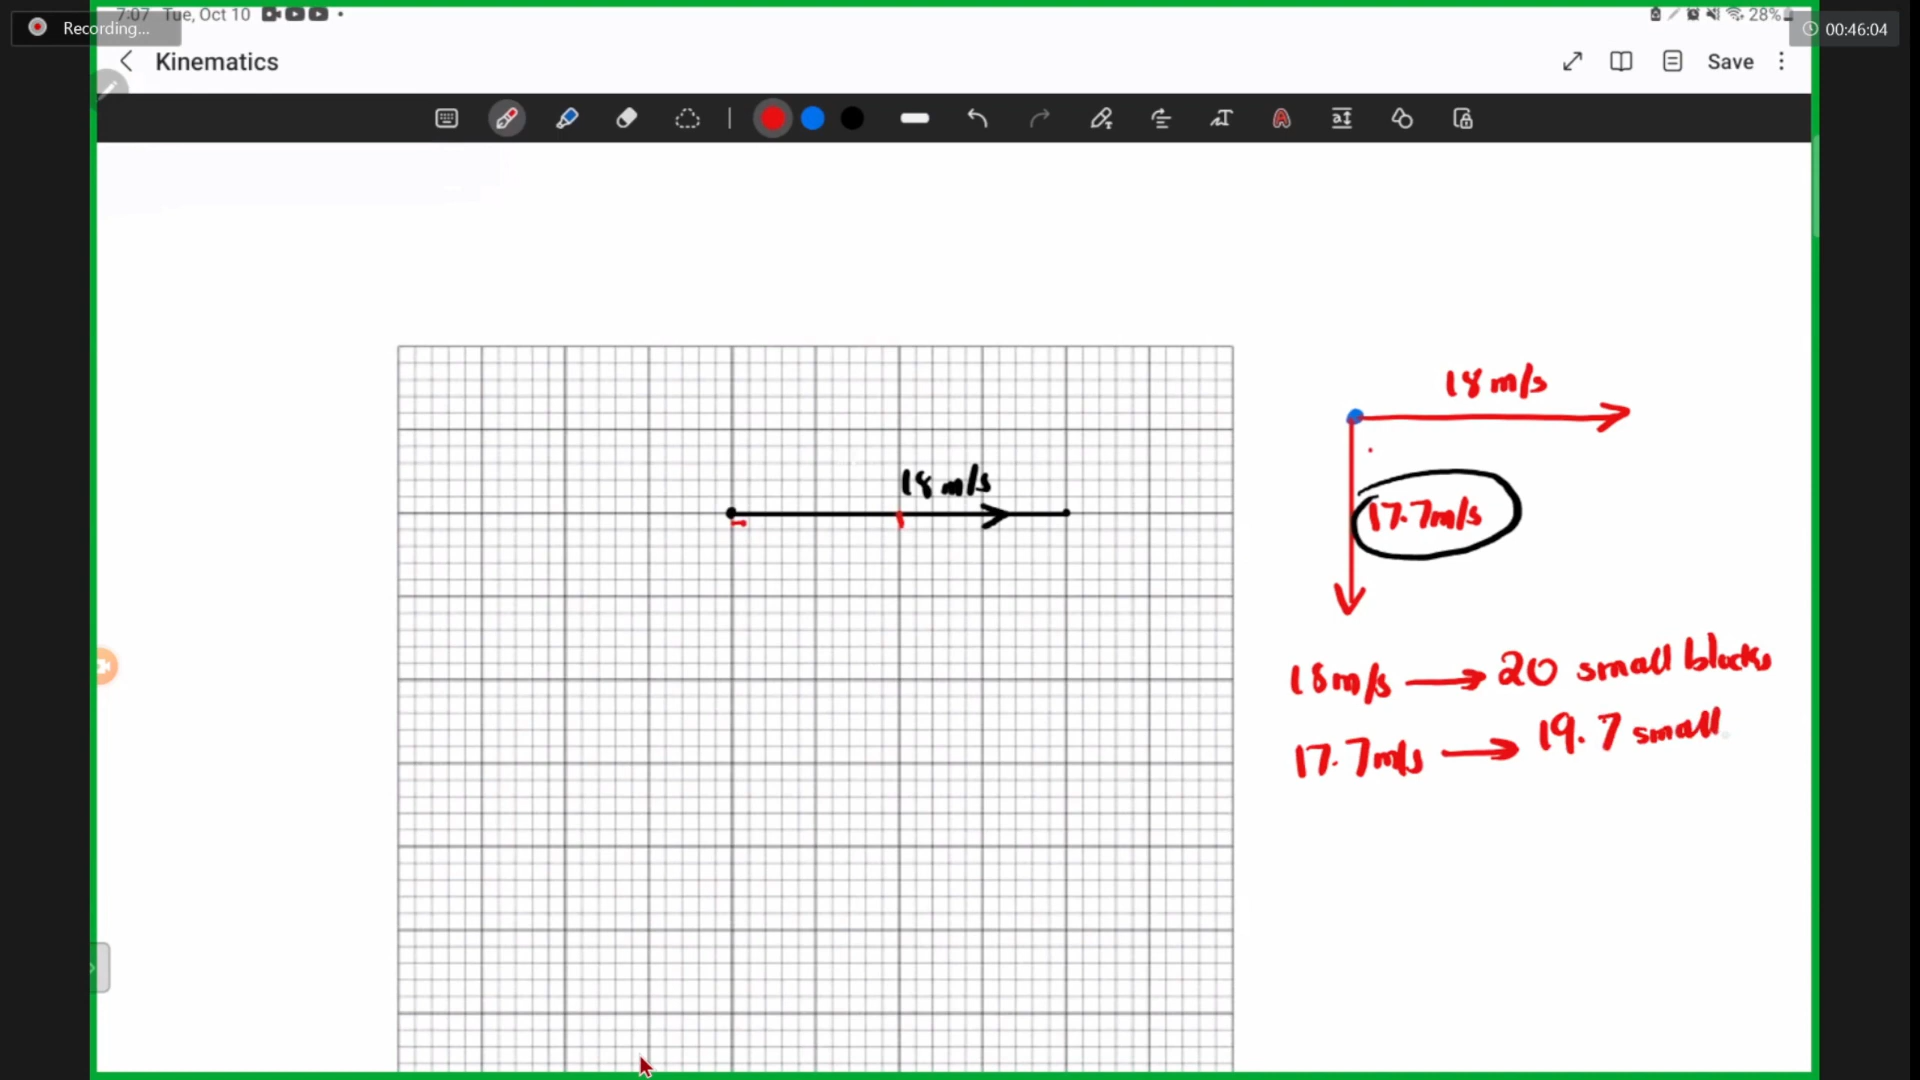 7:07 Tue, Oct 10
28%
Recording...
00:46:04
Kinematics
Save
18 m/s
18 m/s
17.7m/s
18m/s → 20 small blocks
17.7m/s → 19.7 small